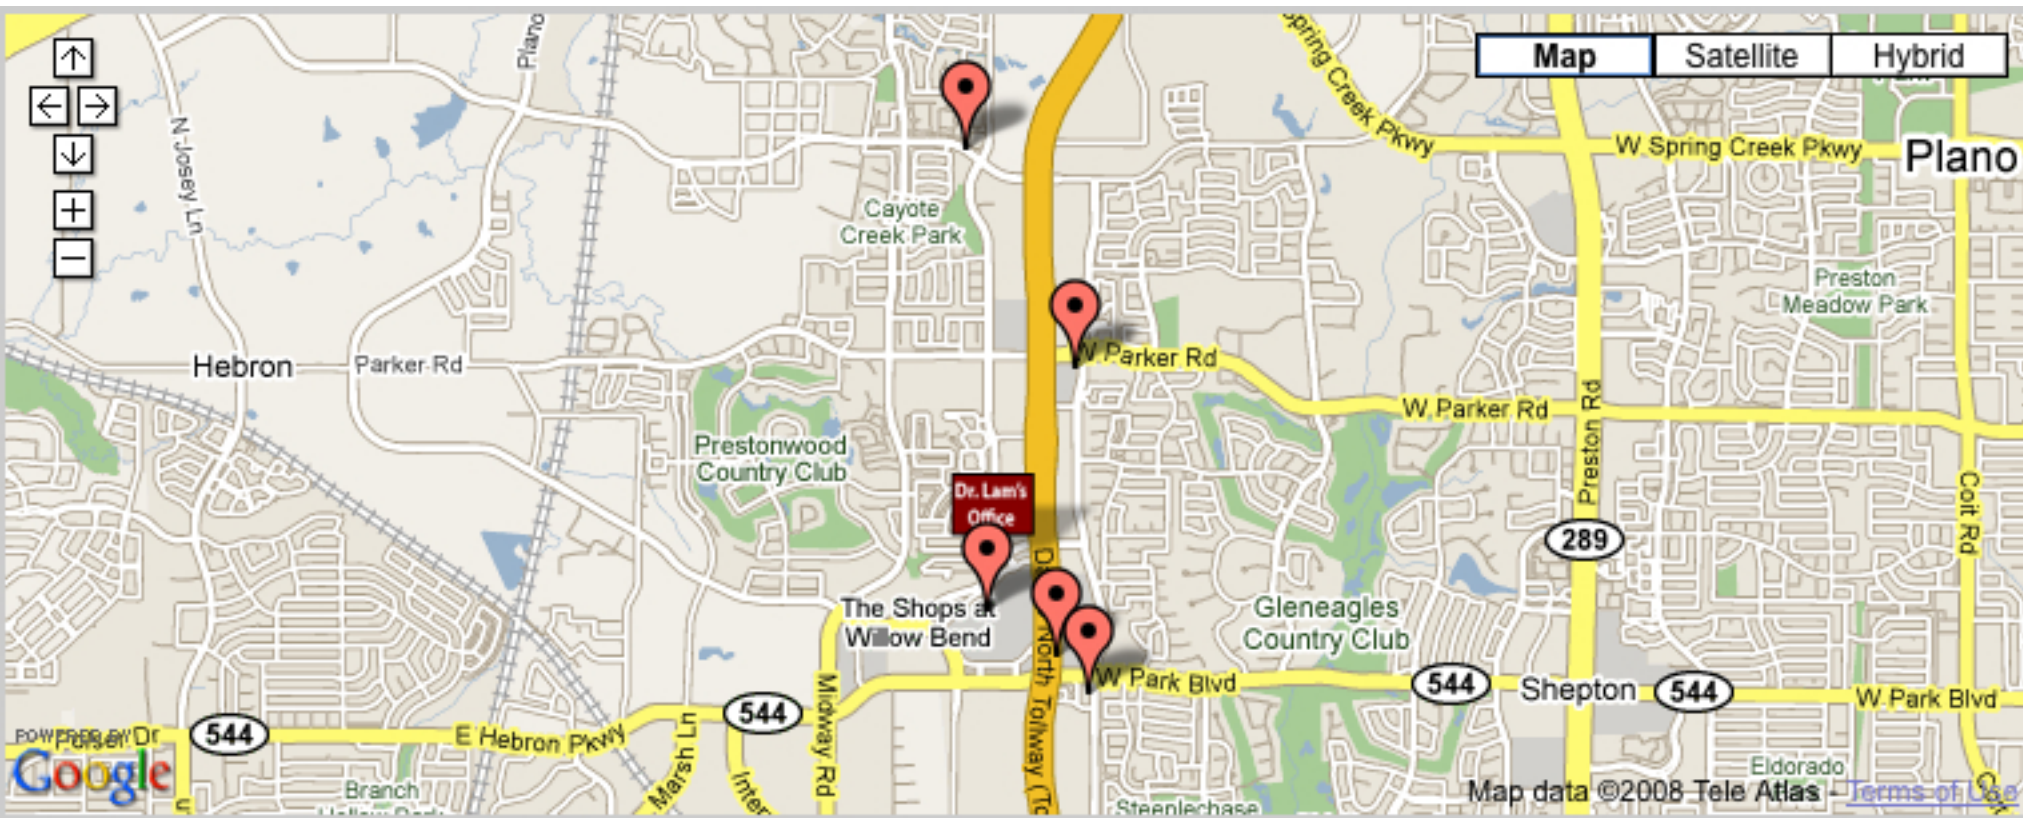 Map
Satellite
Hybrid
Plano
Spring Creek Pkwy
W Spring Creek Pkwy
Plano
N Josey Ln
Cayote
Creek Park
Preston
Meadow Park
Hebron
Parker Rd
W Parker Rd
W Parker Rd
Preston Rd
Prestonwood
Country Club
Coit Rd
Dr. Lam's
Office
289
The Shops at
Willow Bend
Gleneagles
Country Club
North Tollway
W Park Blvd
544
Shepton
544
W Park Blvd
Midway Rd
544
E Hebron Pkwy
544
Marsh Ln
POWERED BY
Google
Branch
Eldorado
Steeplechase
Map data ©2008 Tele Atlas - Terms of Use